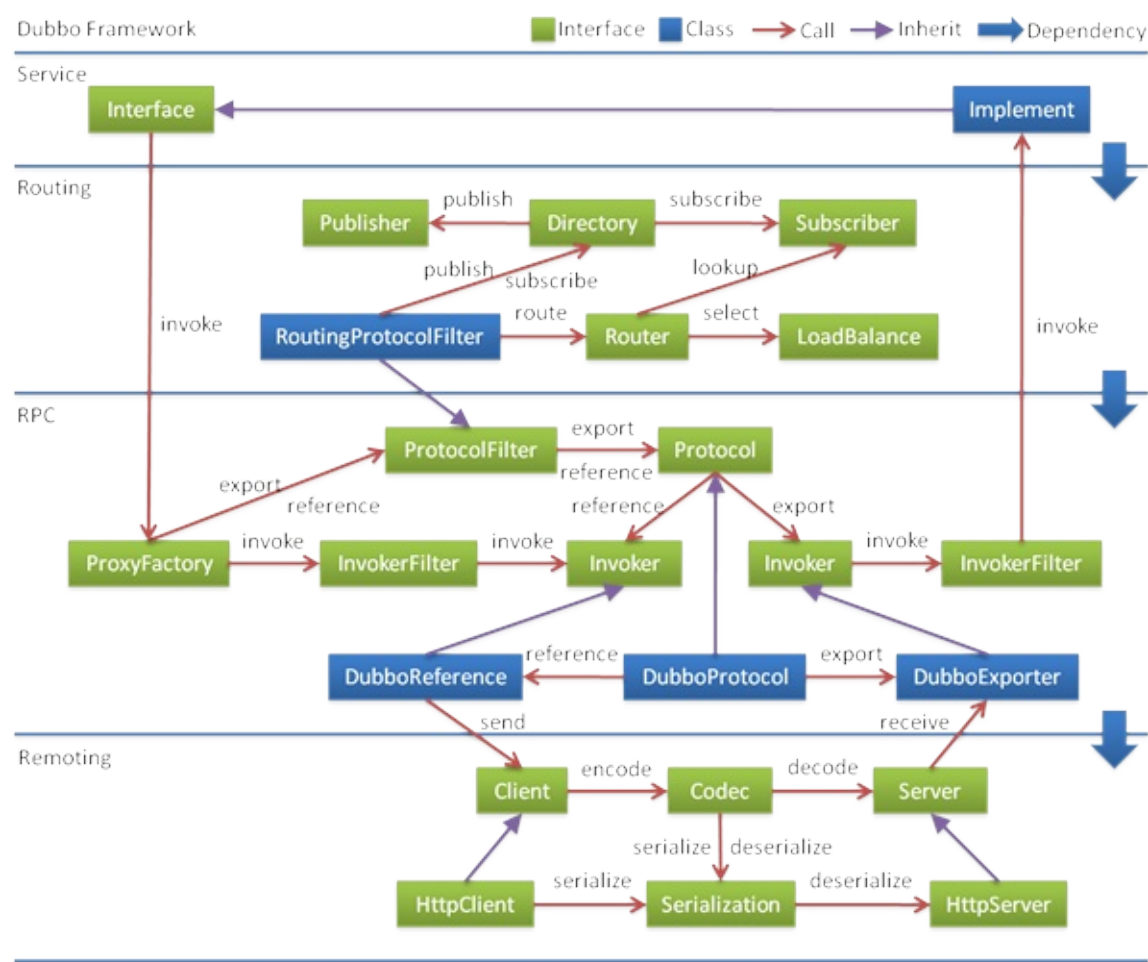 Dubbo Framework
Interface Class Call Inherit Dependency
Service
Interface
Implement
Routing
publish
subscribe
Publisher
Directory
Subscriber
publish
subscribe
lookup
invoke
route
select
invoke
RoutingProtocolFilter
Router
LoadBalance
RPC
export
ProtocolFilter
Protocol
reference
export
reference
reference
export
invoke
invoke
invoke
ProxyFactory
InvokerFilter
Invoker
Invoker
InvokerFilter
reference
export
DubboReference
DubboProtocol
DubboExporter
send
receive
Remoting
encode
decode
Client
Codec
Server
serialize
deserialize
serialize
deserialize
HttpClient
Serialization
HttpServer